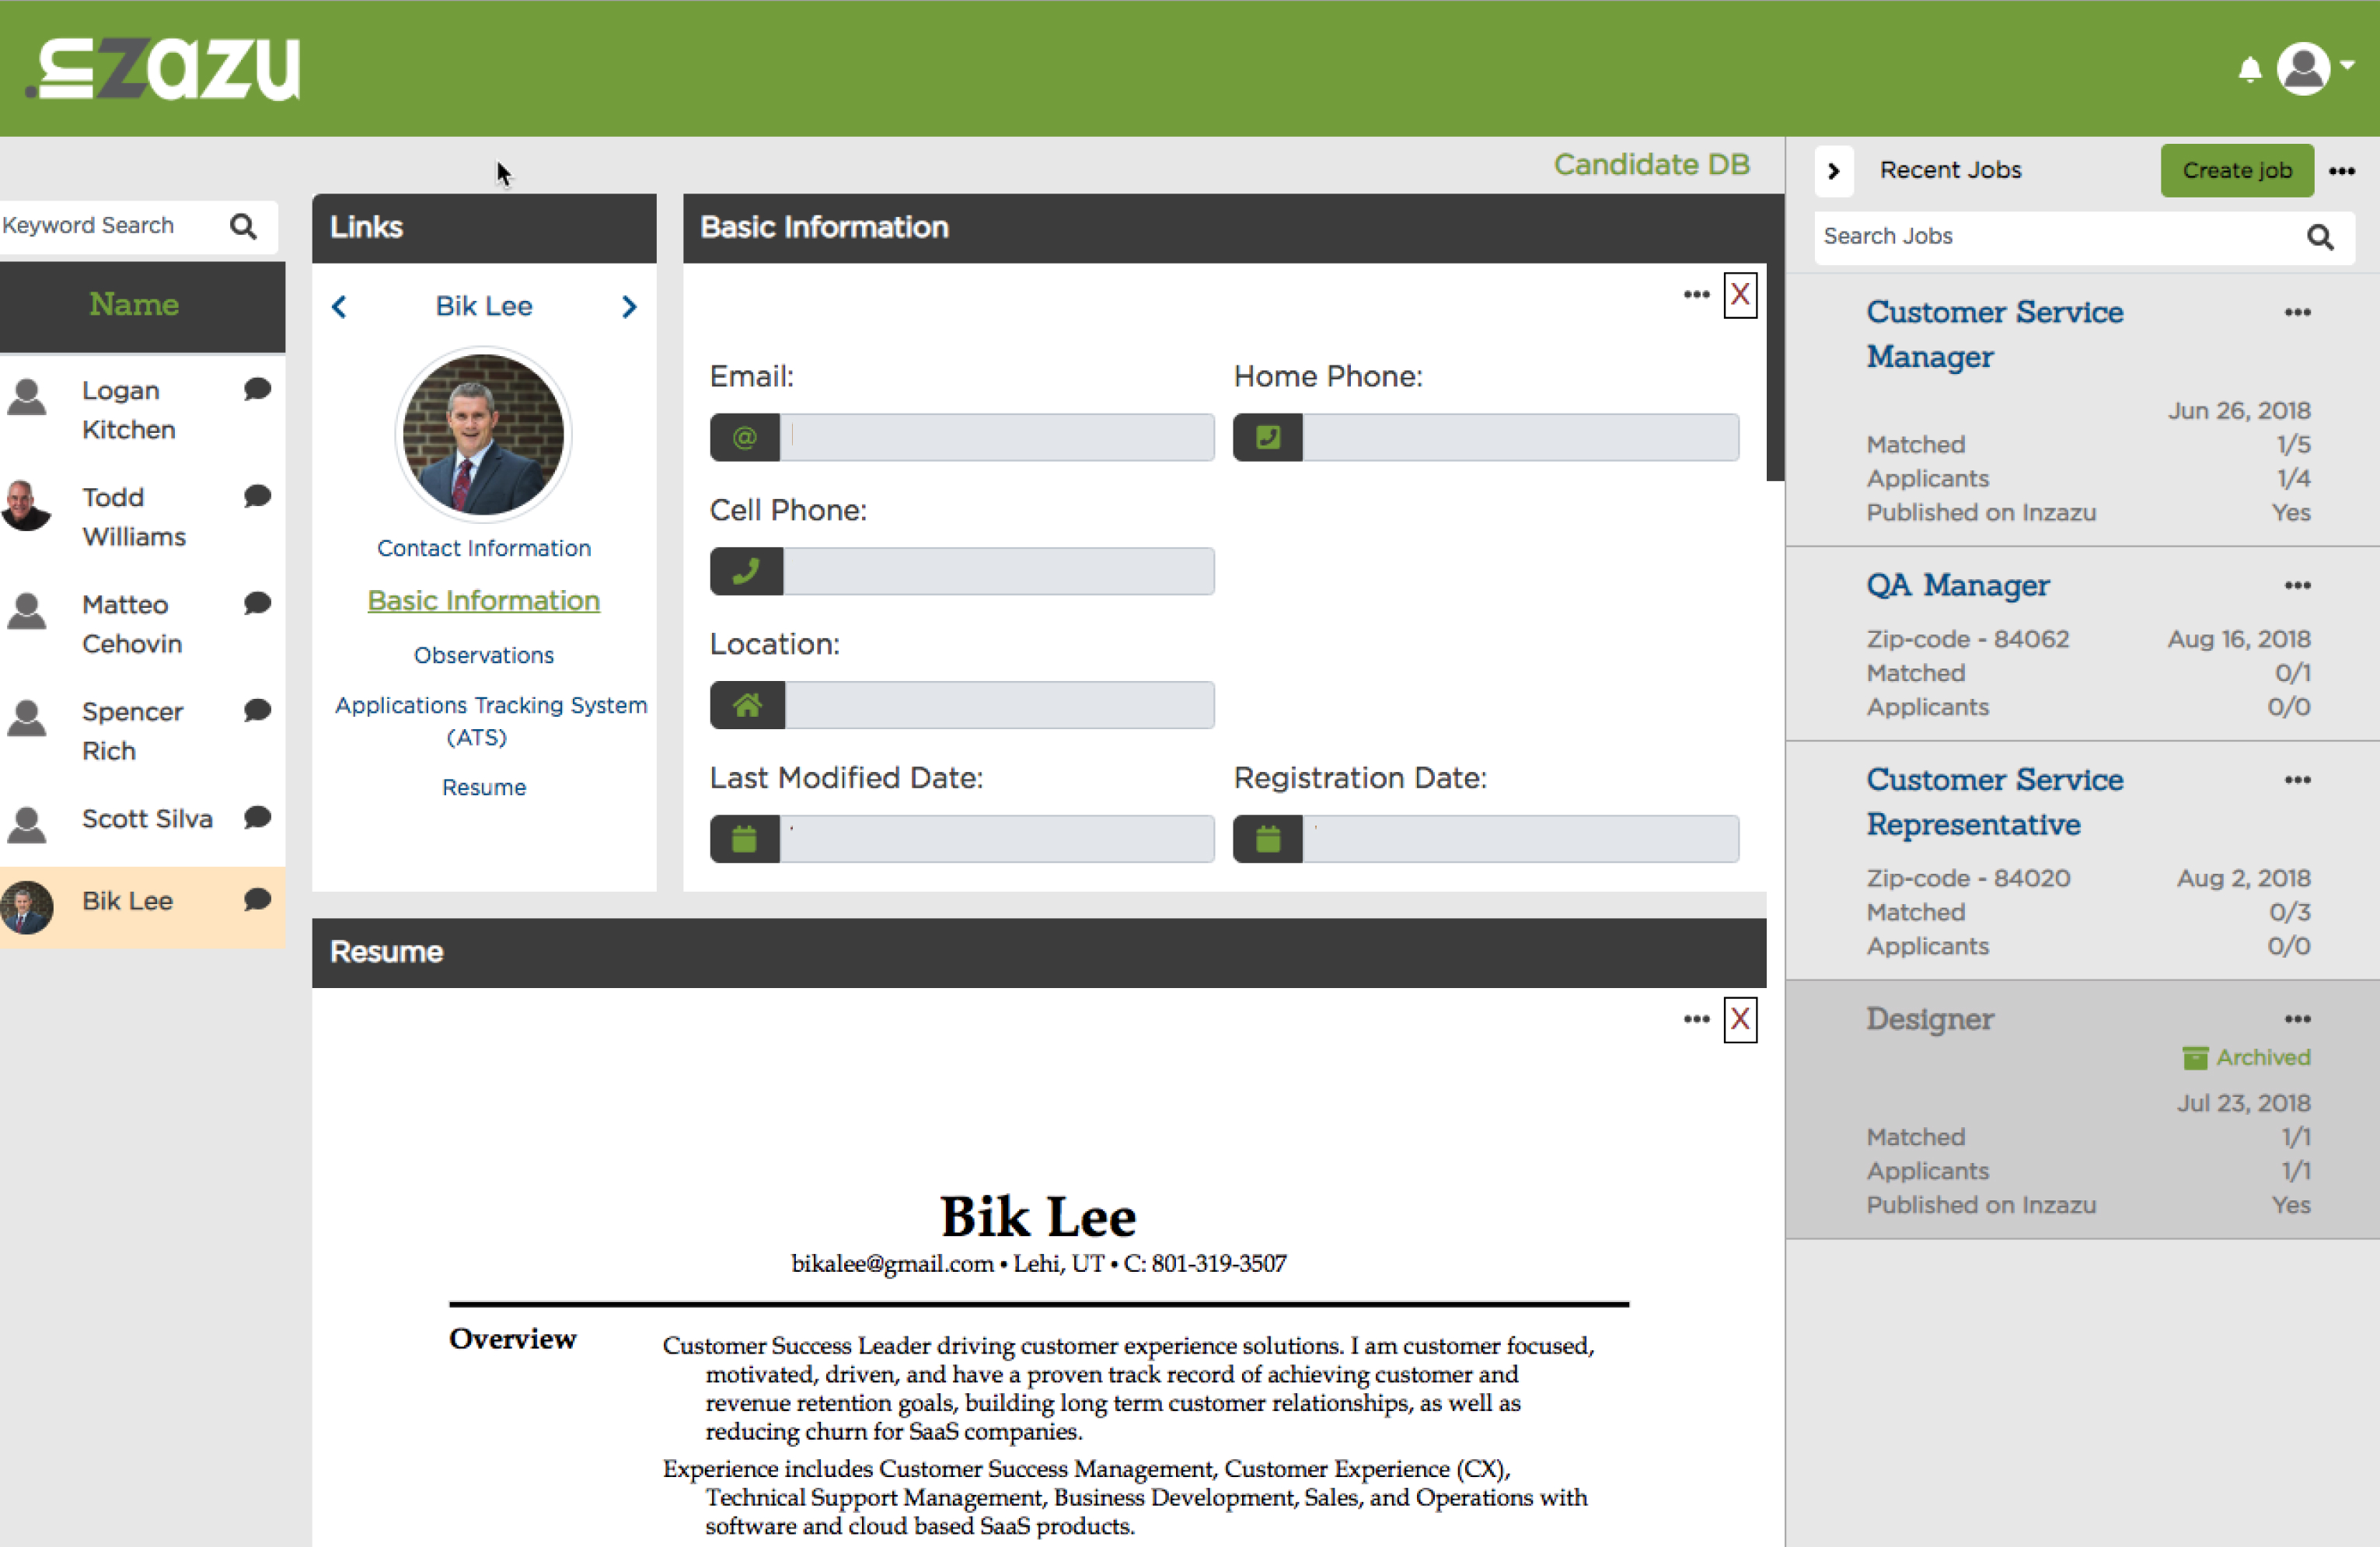 .inzazu
Candidate DB
Keyword Search
Name
Logan
Kitchen
Todd
Williams
Matteo
Cehovin
Spencer
Rich
Scott Silva
Bik Lee
Links
Bik Lee
Contact Information
Basic Information
Observations
Applications Tracking System
(ATS)
Resume
Basic Information
X
Email:
Home Phone:
@
Cell Phone:
Location:
Last Modified Date:
Registration Date:
Resume
X
Bik Lee
bikalee@gmail.com • Lehi, UT • C: 801-319-3507
Overview
Customer Success Leader driving customer experience solutions. I am customer focused,
motivated, driven, and have a proven track record of achieving customer and
revenue retention goals, building long term customer relationships, as well as
reducing churn for SaaS companies.
Experience includes Customer Success Management, Customer Experience (CX),
Technical Support Management, Business Development, Sales, and Operations with
software and cloud based SaaS products.
Recent Jobs
Create job
Search Jobs
Customer Service
Manager
Jun 26, 2018
Matched 1/5
Applicants 1/4
Published on Inzazu Yes
QA Manager
Zip-code - 84062 Aug 16, 2018
Matched 0/1
Applicants 0/0
Customer Service
Representative
Zip-code - 84020 Aug 2, 2018
Matched 0/3
Applicants 0/0
Designer
Archived
Jul 23, 2018
Matched 1/1
Applicants 1/1
Published on Inzazu Yes